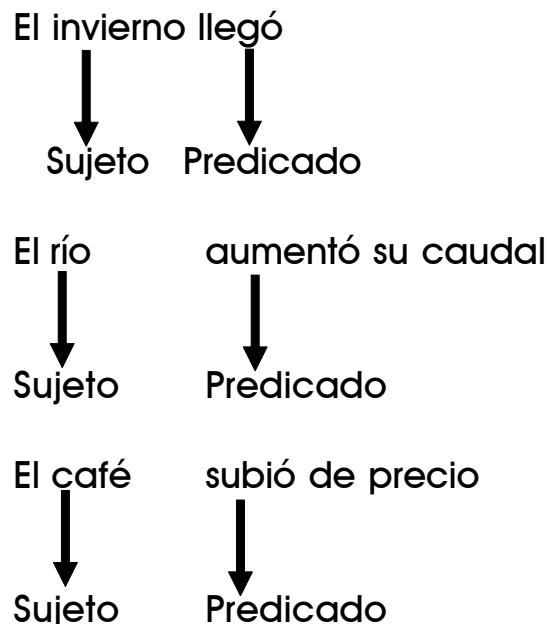 El invierno llegó
Sujeto Predicado
El río aumentó su caudal
Sujeto Predicado
El café subió de precio
Sujeto Predicado